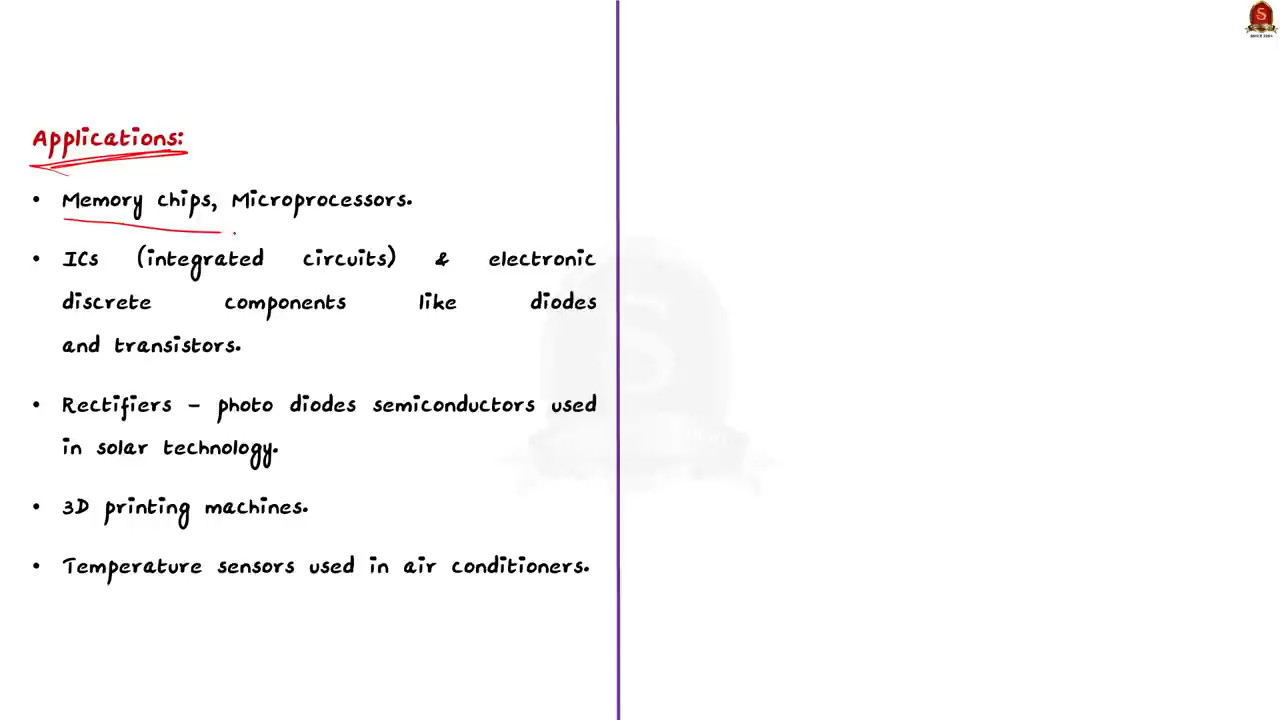 Applications:
• Memory chips, Microprocessors.
• ICs (integrated circuits) & electronic
discrete components like diodes
and transistors.
• Rectifiers – photo diodes semiconductors used
in solar technology.
• 3D printing machines.
• Temperature sensors used in air conditioners.
S
S